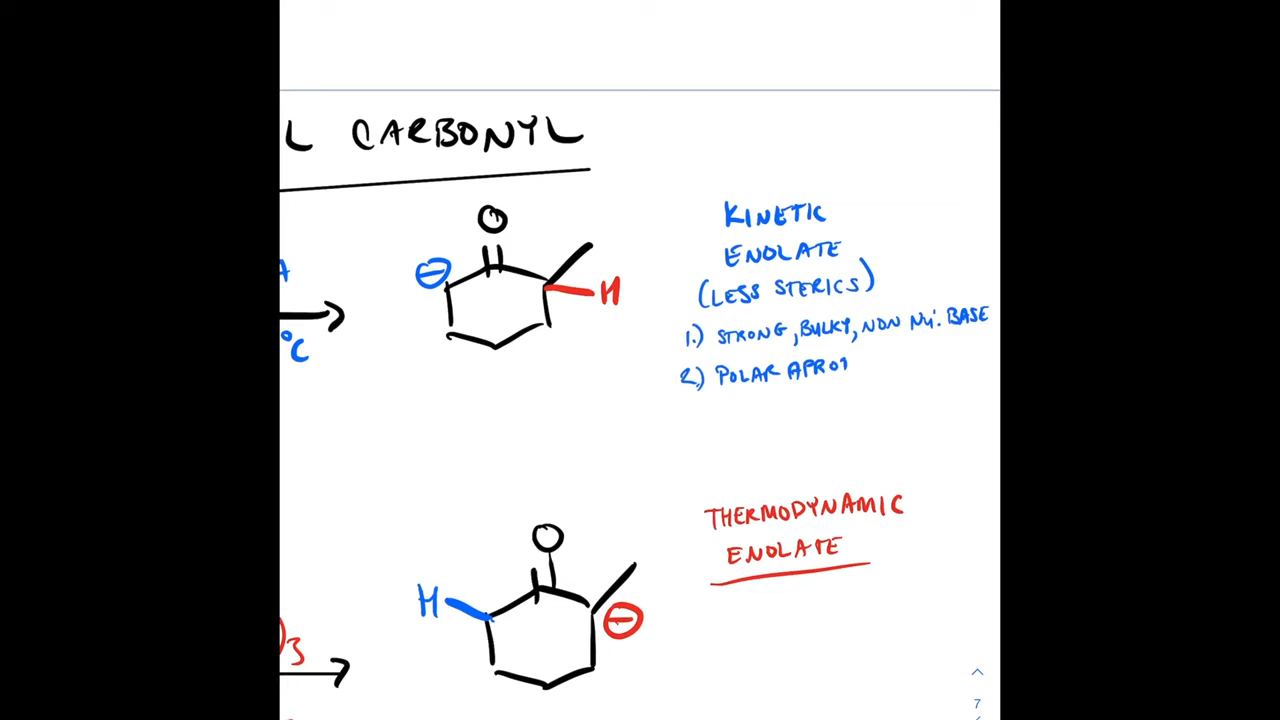 L CARBONYL
O
KINETIC
ENOLATE
(LESS STERICS)
A
⊖
H
°C
1.) STRONG, BULKY, NON NU:. BASE
2.) POLAR APROT
THERMODYNAMIC
ENOLATE
O
H
⊖
)3
7